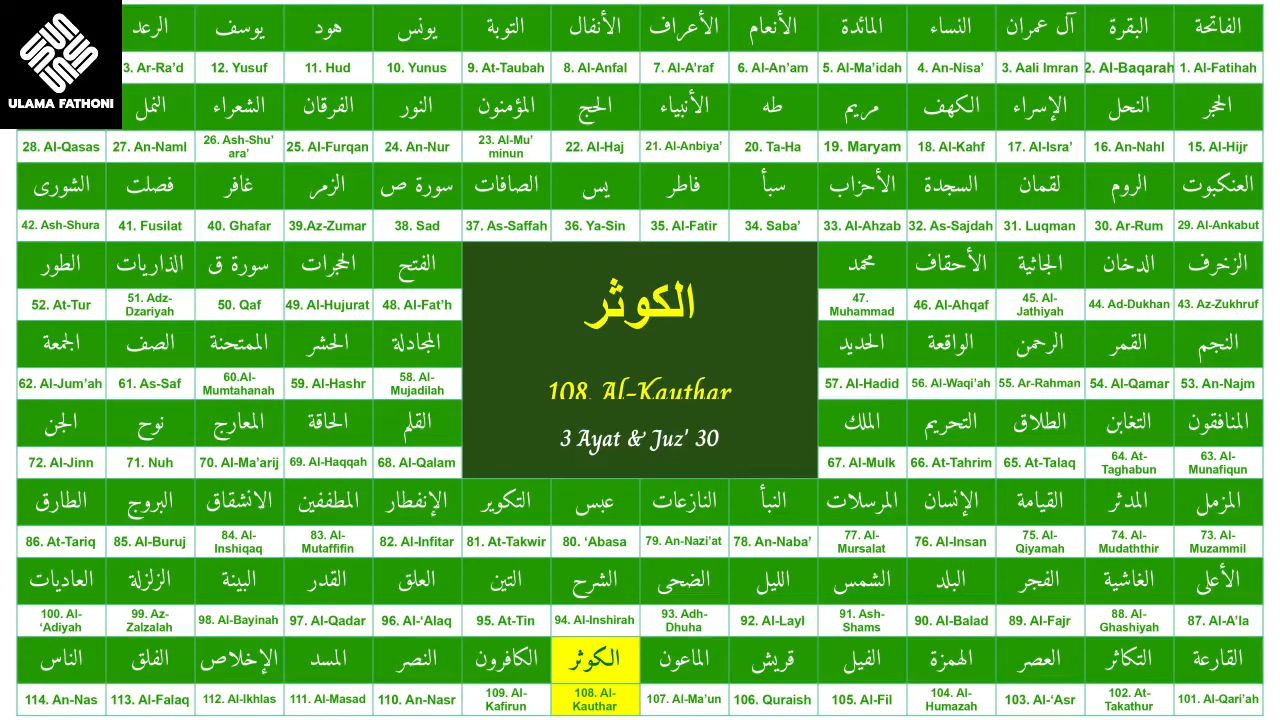 ULAMA FATHONI
الفاتحة البقرة آل عمران النساء المائدة الأنعام الأعراف الأنفال التوبة يونس هود يوسف الرعد
1. Al-Fatihah 2. Al-Baqarah 3. Aali Imran 4. An-Nisa’ 5. Al-Ma’idah 6. Al-An’am 7. Al-A’raf 8. Al-Anfal 9. At-Taubah 10. Yunus 11. Hud 12. Yusuf 3. Ar-Ra’d
الحجر النحل الإسراء الكهف مريم طه الأنبياء الحج المؤمنون النور الفرقان الشعراء النمل
15. Al-Hijr 16. An-Nahl 17. Al-Isra’ 18. Al-Kahf 19. Maryam 20. Ta-Ha 21. Al-Anbiya’ 22. Al-Haj 23. Al-Mu’minun 24. An-Nur 25. Al-Furqan 26. Ash-Shu’ara’ 27. An-Naml 28. Al-Qasas
العنكبوت الروم لقمان السجدة الأحزاب سبأ فاطر يس الصافات سورة ص الزمر غافر فصلت الشورى
29. Al-Ankabut 30. Ar-Rum 31. Luqman 32. As-Sajdah 33. Al-Ahzab 34. Saba’ 35. Al-Fatir 36. Ya-Sin 37. As-Saffah 38. Sad 39.Az-Zumar 40. Ghafar 41. Fusilat 42. Ash-Shura
الزخرف الدخان الجاثية الأحقاف محمد الفتح الحجرات سورة ق الذاريات الطور
43. Az-Zukhruf 44. Ad-Dukhan 45. Al-Jathiyah 46. Al-Ahqaf 47. Muhammad 48. Al-Fat’h 49. Al-Hujurat 50. Qaf 51. Adz-Dzariyah 52. At-Tur
النجم القمر الرحمن الواقعة الحديد المجادلة الحشر الممتحنة الصف الجمعة
53. An-Najm 54. Al-Qamar 55. Ar-Rahman 56. Al-Waqi’ah 57. Al-Hadid 58. Al-Mujadilah 59. Al-Hashr 60.Al-Mumtahanah 61. As-Saf 62. Al-Jum’ah
المنافقون التغابن الطلاق التحريم الملك القلم الحاقة المعارج نوح الجن
63. Al-Munafiqun 64. At-Taghabun 65. At-Talaq 66. At-Tahrim 67. Al-Mulk 68. Al-Qalam 69. Al-Haqqah 70. Al-Ma’arij 71. Nuh 72. Al-Jinn
الكوثر
108. Al-Kauthar
3 Ayat & Juz’ 30
المزمل المدثر القيامة الإنسان المرسلات النبأ النازعات عبس التكوير الإنفطار المطففين الانشقاق البروج الطارق
73. Al-Muzammil 74. Al-Mudaththir 75. Al-Qiyamah 76. Al-Insan 77. Al-Mursalat 78. An-Naba’ 79. An-Nazi’at 80. ‘Abasa 81. At-Takwir 82. Al-Infitar 83. Al-Mutaffifin 84. Al-Inshiqaq 85. Al-Buruj 86. At-Tariq
الأعلى الغاشية الفجر البلد الشمس الليل الضحى الشرح التين العلق القدر البينة الزلزلة العاديات
87. Al-A’la 88. Al-Ghashiyah 89. Al-Fajr 90. Al-Balad 91. Ash-Shams 92. Al-Layl 93. Adh-Dhuha 94. Al-Inshirah 95. At-Tin 96. Al-‘Alaq 97. Al-Qadar 98. Al-Bayinah 99. Az-Zalzalah 100. Al-‘Adiyah
القارعة التكاثر العصر الهمزة الفيل قريش الماعون الكوثر الكافرون النصر المسد الإخلاص الفلق الناس
101. Al-Qari’ah 102. At-Takathur 103. Al-‘Asr 104. Al-Humazah 105. Al-Fil 106. Quraish 107. Al-Ma’un 108. Al-Kauthar 109. Al-Kafirun 110. An-Nasr 111. Al-Masad 112. Al-Ikhlas 113. Al-Falaq 114. An-Nas